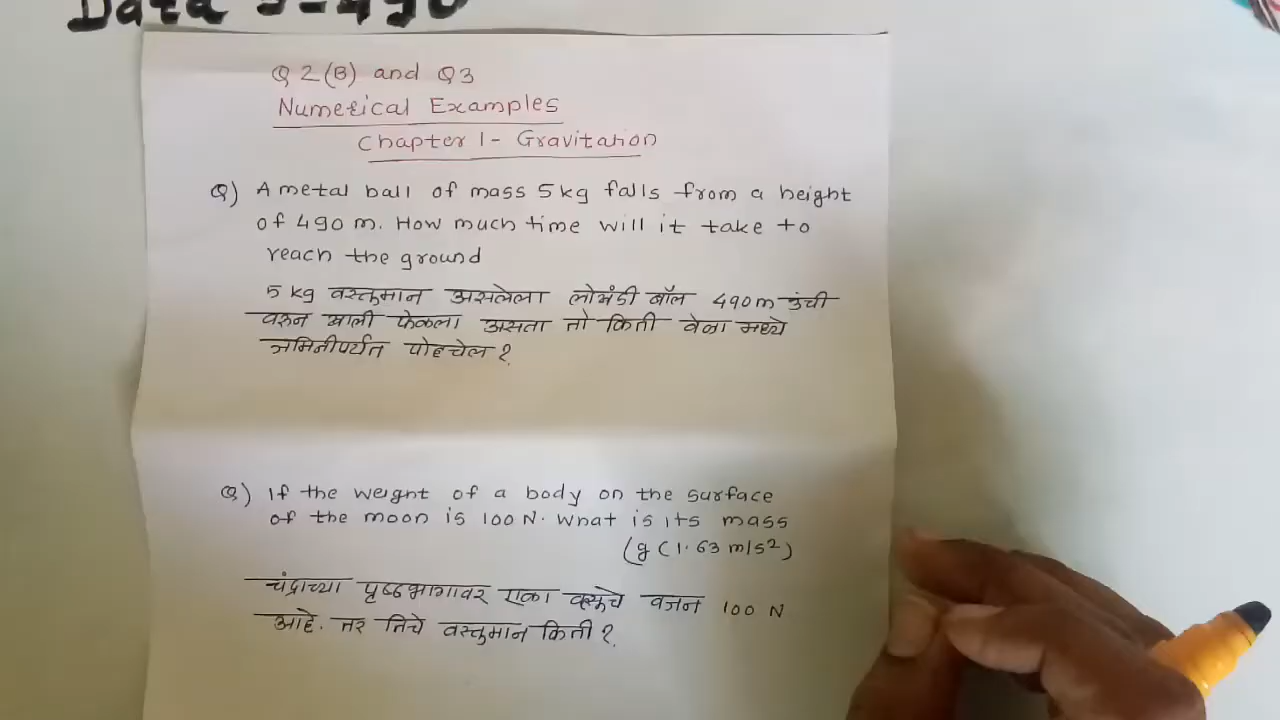 Data S=490
Q 2(B) and Q3
Numerical Examples
Chapter 1- Gravitation
Q) A metal ball of mass 5kg falls from a height
of 490 m. How much time will it take to
reach the ground
5 kg वस्तुमान असलेला लोखंडी बॉल 490m उंची
वरुन खाली फेकला असता तो किती वेळा मध्ये
जमिनीपर्यंत पोहचेल ?
Q) If the weight of a body on the surface
of the moon is 100 N. What is its mass
(g (1.63 m/s²)
चंद्राच्या पृष्ठभागावर एका वस्तूचे वजन 100 N
आहे. तर तिचे वस्तुमान किती ?